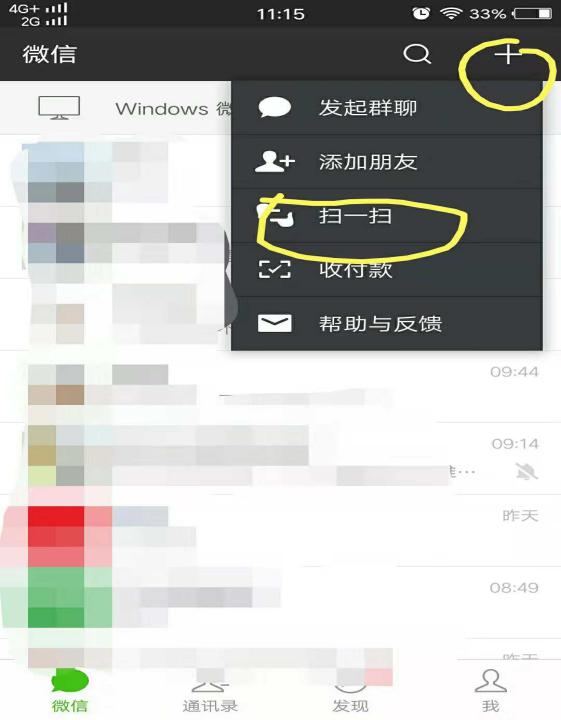 4G+
2G
11:15
33%
微信
Windows 微
发起群聊
添加朋友
扫一扫
收付款
帮助与反馈
09:44
09:14
昨天
08:49
昨天
微信
通讯录
发现
我